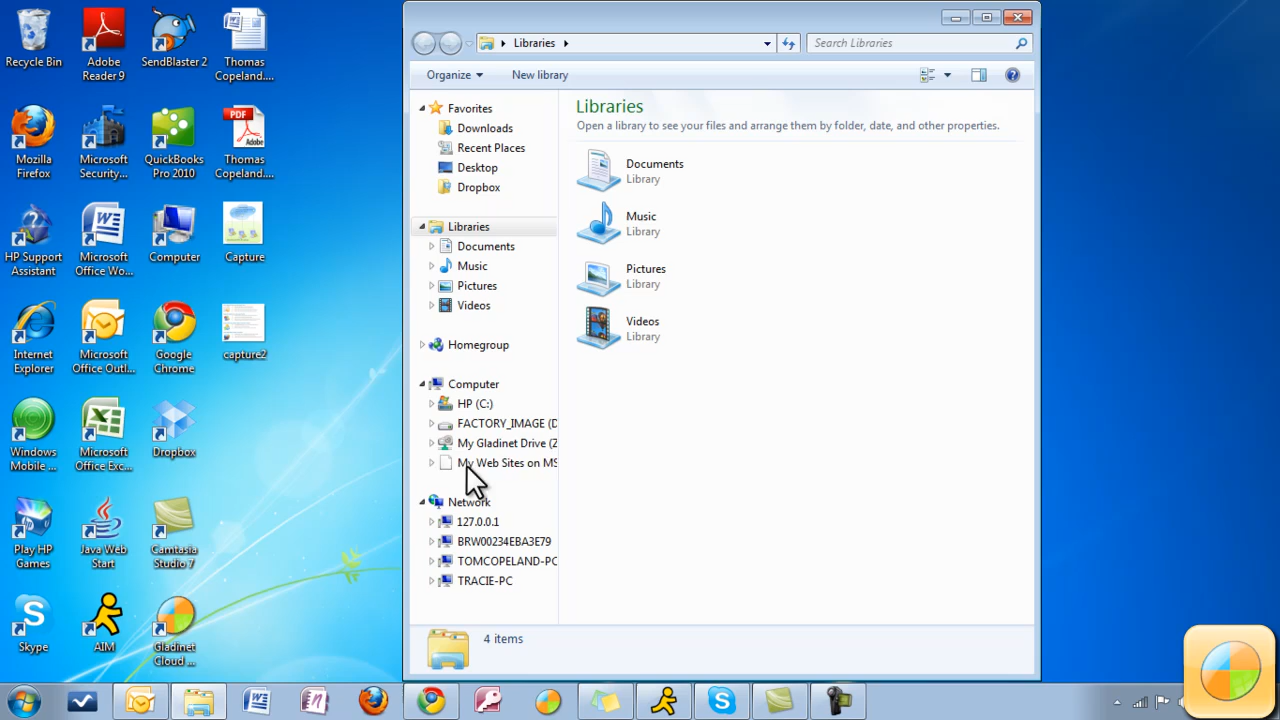 Recycle Bin
Adobe
Reader 9
SendBlaster 2
Thomas
Copeland....
Mozilla
Firefox
Microsoft
Security...
QuickBooks
Pro 2010
PDF
Adobe
Thomas
Copeland....
HP Support
Assistant
Microsoft
Office Wo...
Computer
Capture
Internet
Explorer
Microsoft
Office Outl...
Google
Chrome
capture2
Windows
Mobile ...
Microsoft
Office Exc...
Dropbox
Play HP
Games
Java Web
Start
Camtasia
Studio 7
Skype
AIM
Gladinet
Cloud ...
Libraries
Search Libraries
Organize
New library
Favorites
Downloads
Recent Places
Desktop
Dropbox
Libraries
Documents
Music
Pictures
Videos
Homegroup
Computer
HP (C:)
FACTORY_IMAGE (D
My Gladinet Drive (Z
My Web Sites on MS
Network
127.0.0.1
BRW00234EBA3E79
TOMCOPELAND-PC
TRACIE-PC
Libraries
Open a library to see your files and arrange them by folder, date, and other properties.
Documents
Library
Music
Library
Pictures
Library
Videos
Library
4 items